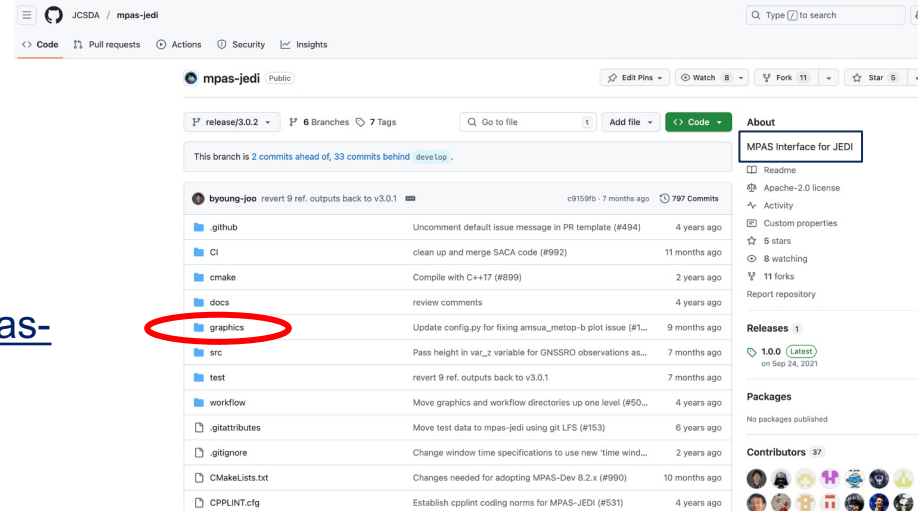 JCSDA / mpas-jedi
Type / to search
Code Pull requests Actions Security Insights
mpas-jedi Public
Edit Pins Watch 8 Fork 11 Star 5
release/3.0.2 6 Branches 7 Tags
Go to file t Add file Code
This branch is 2 commits ahead of, 33 commits behind develop .
byoung-joo revert 9 ref. outputs back to v3.0.1 c9159fb · 7 months ago 797 Commits
.github Uncomment default issue message in PR template (#494) 4 years ago
CI clean up and merge SACA code (#992) 11 months ago
cmake Compile with C++17 (#899) 2 years ago
docs review comments 4 years ago
graphics Update config.py for fixing amsua_metop-b plot issue (#1... 9 months ago
src Pass height in var_z variable for GNSSRO observations as... 7 months ago
test revert 9 ref. outputs back to v3.0.1 7 months ago
workflow Move graphics and workflow directories up one level (#50... 4 years ago
.gitattributes Move test data to mpas-jedi using git LFS (#153) 6 years ago
.gitignore Change window time specifications to use new 'time wind... 2 years ago
CMakeLists.txt Changes needed for adopting MPAS-Dev 8.2.x (#990) 10 months ago
CPPLINT.cfg Establish cpplint coding norms for MPAS-JEDI (#531) 4 years ago
as-
About
MPAS Interface for JEDI
Readme
Apache-2.0 license
Activity
Custom properties
5 stars
8 watching
11 forks
Report repository
Releases 1
1.0.0 Latest
on Sep 24, 2021
Packages
No packages published
Contributors 37